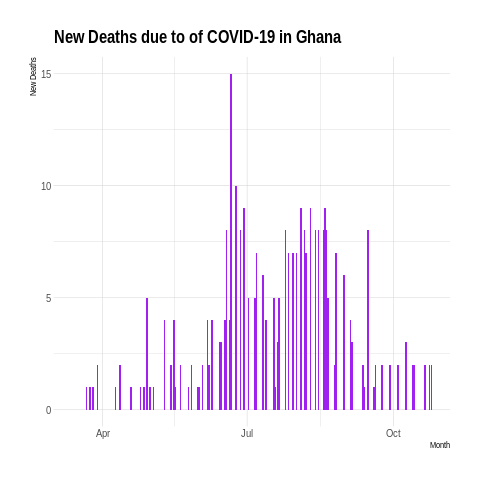 New Deaths due to of COVID-19 in Ghana
New Deaths
15
10
5
0
Apr
Jul
Oct
Month